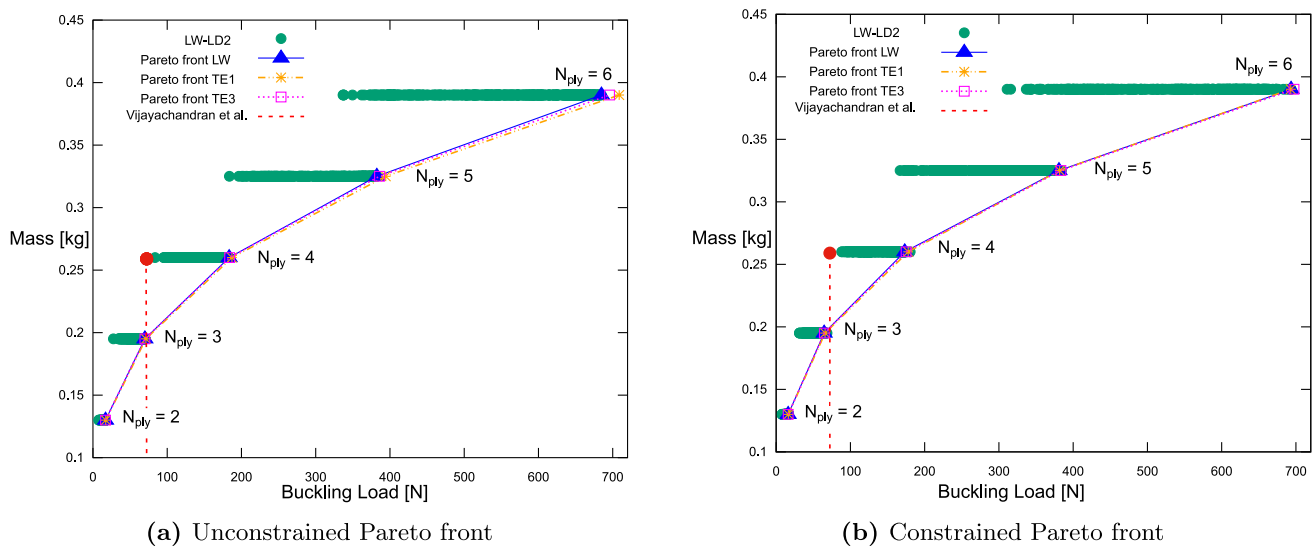 0.45
0.4
0.35
0.3
0.25
0.2
0.15
0.1
Mass [kg]
LW-LD2
Pareto front LW
Pareto front TE1
Pareto front TE3
Vijayachandran et al.
N_ply = 6
N_ply = 5
N_ply = 4
N_ply = 3
N_ply = 2
0 100 200 300 400 500 600 700
Buckling Load [N]
(a) Unconstrained Pareto front
0.45
0.4
0.35
0.3
0.25
0.2
0.15
0.1
Mass [kg]
LW-LD2
Pareto front LW
Pareto front TE1
Pareto front TE3
Vijayachandran et al.
N_ply = 6
N_ply = 5
N_ply = 4
N_ply = 3
N_ply = 2
0 100 200 300 400 500 600 700
Buckling Load [N]
(b) Constrained Pareto front